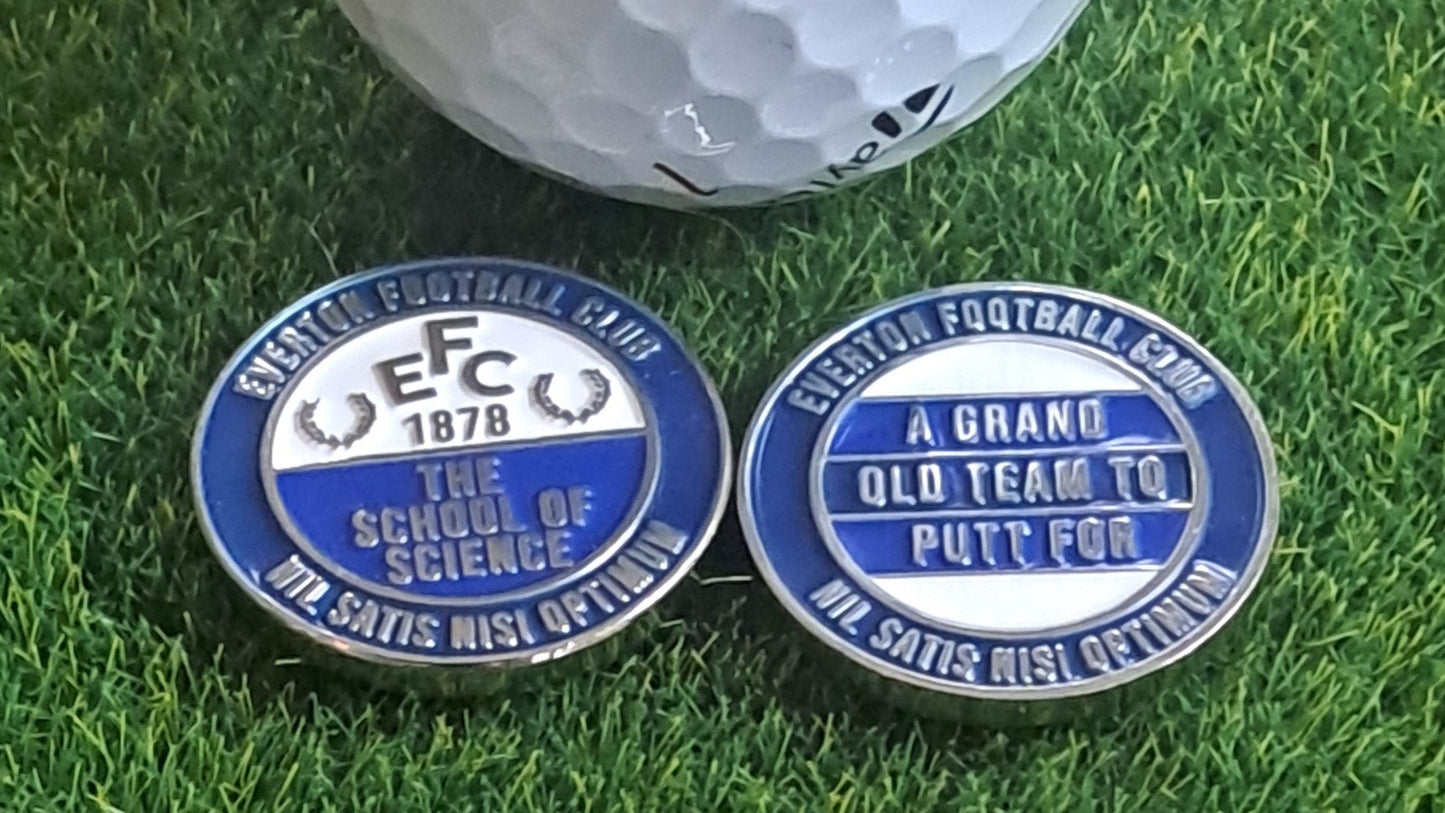 EVERTON FOOTBALL CLUB
EFC
1878
THE
SCHOOL OF
SCIENCE
NIL SATIS NISI OPTIMUM
EVERTON FOOTBALL CLUB
A GRAND
OLD TEAM TO
PUTT FOR
NIL SATIS NISI OPTIMUM